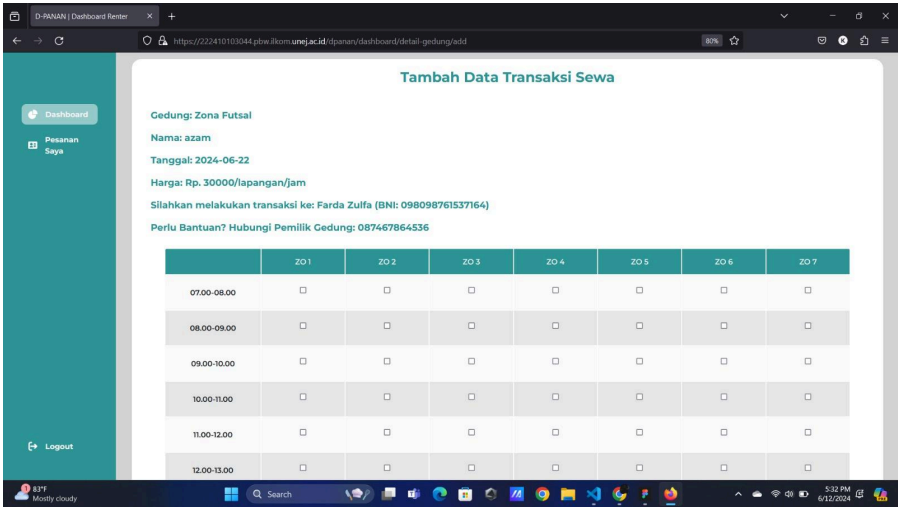 D-PANAN | Dashboard Renter
https://222410103044.pbw.ilkom.unej.ac.id/dpanan/dashboard/detail-gedung/add
80%
Tambah Data Transaksi Sewa
Dashboard
Pesanan
Saya
Gedung: Zona Futsal
Nama: azam
Tanggal: 2024-06-22
Harga: Rp. 30000/lapangan/jam
Silahkan melakukan transaksi ke: Farda Zulfa (BNI: 098098761537164)
Perlu Bantuan? Hubungi Pemilik Gedung: 087467864536
ZO 1 ZO 2 ZO 3 ZO 4 ZO 5 ZO 6 ZO 7
07.00-08.00
08.00-09.00
09.00-10.00
10.00-11.00
11.00-12.00
12.00-13.00
Logout
1
83°F
Mostly cloudy
Search
5:32 PM
6/12/2024